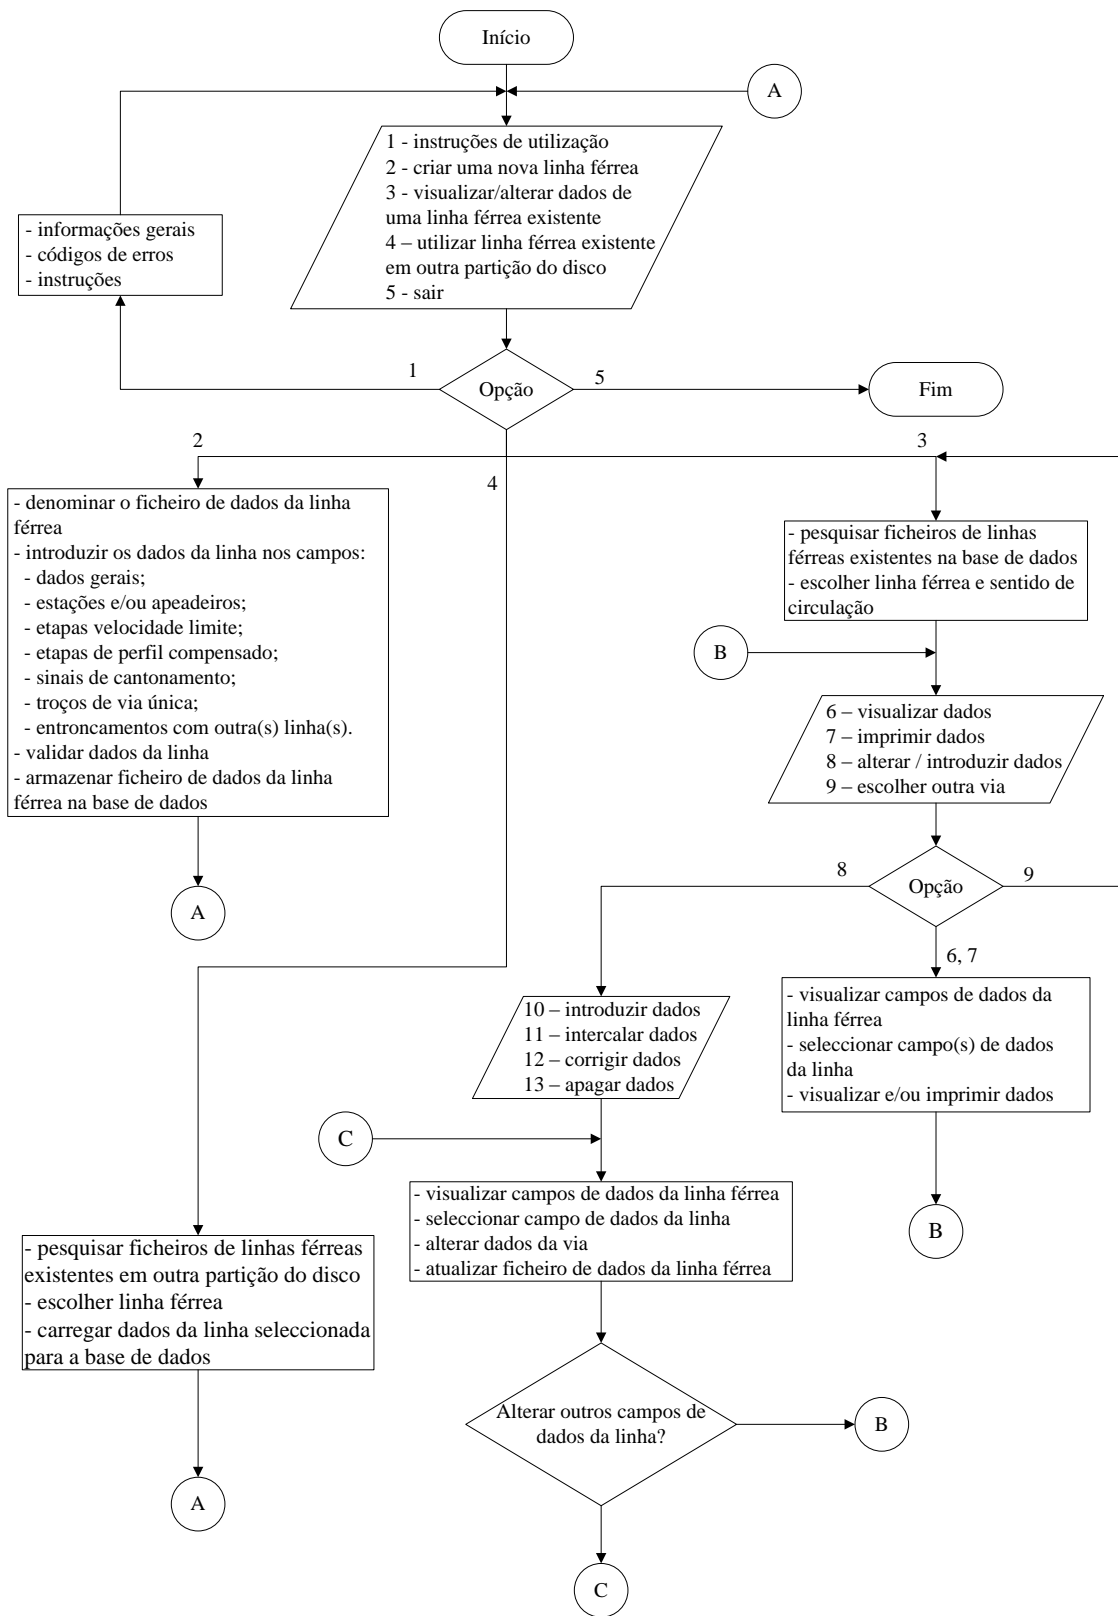 Início
A
1 - instruções de utilização
2 - criar uma nova linha férrea
3 - visualizar/alterar dados de
uma linha férrea existente
4 – utilizar linha férrea existente
em outra partição do disco
5 - sair
- informações gerais
- códigos de erros
- instruções
1
Opção
5
Fim
2
4
3
- denominar o ficheiro de dados da linha
férrea
- introduzir os dados da linha nos campos:
- dados gerais;
- estações e/ou apeadeiros;
- etapas velocidade limite;
- etapas de perfil compensado;
- sinais de cantonamento;
- troços de via única;
- entroncamentos com outra(s) linha(s).
- validar dados da linha
- armazenar ficheiro de dados da linha
férrea na base de dados
A
- pesquisar ficheiros de linhas
férreas existentes na base de dados
- escolher linha férrea e sentido de
circulação
B
6 – visualizar dados
7 – imprimir dados
8 – alterar / introduzir dados
9 – escolher outra via
8
Opção
9
6, 7
10 – introduzir dados
11 – intercalar dados
12 – corrigir dados
13 – apagar dados
- visualizar campos de dados da
linha férrea
- seleccionar campo(s) de dados
da linha
- visualizar e/ou imprimir dados
C
B
- visualizar campos de dados da linha férrea
- seleccionar campo de dados da linha
- alterar dados da via
- atualizar ficheiro de dados da linha férrea
- pesquisar ficheiros de linhas férreas
existentes em outra partição do disco
- escolher linha férrea
- carregar dados da linha seleccionada
para a base de dados
Alterar outros campos de
dados da linha?
B
A
C